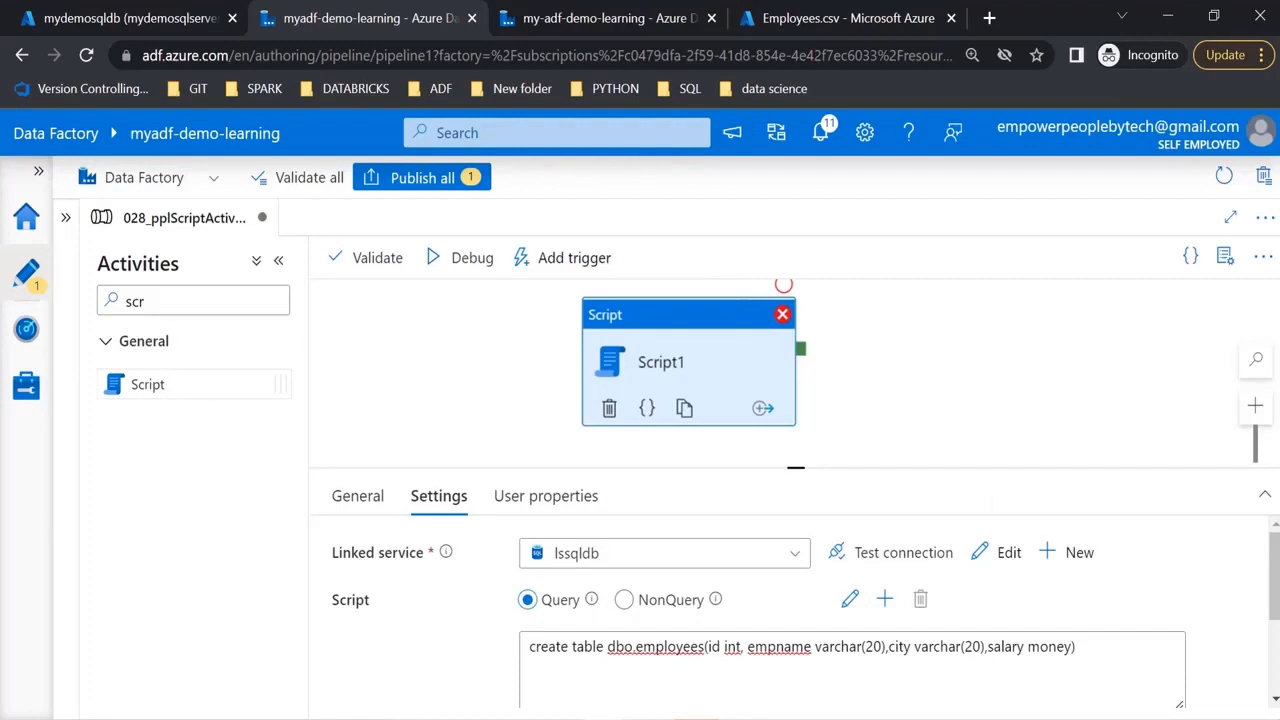 mydemosqldb (mydemosqlserve
myadf-demo-learning - Azure Da
my-adf-demo-learning - Azure D
Employees.csv - Microsoft Azure
adf.azure.com/en/authoring/pipeline/pipeline1?factory=%2Fsubscriptions%2Fc0479dfa-2f59-41d8-854e-4e42f7ec6033%2Fresour...
Incognito
Update
Version Controlling...
GIT
SPARK
DATABRICKS
ADF
New folder
PYTHON
SQL
data science
Data Factory
myadf-demo-learning
Search
11
empowerpeoplebytech@gmail.com
SELF EMPLOYED
Data Factory
Validate all
Publish all
1
028_pplScriptActiv...
Activities
Validate
Debug
Add trigger
1
scr
General
Script
Script
Script1
General
Settings
User properties
Linked service *
lssqldb
Test connection
Edit
New
Script
Query
NonQuery
create table dbo.employees(id int, empname varchar(20),city varchar(20),salary money)